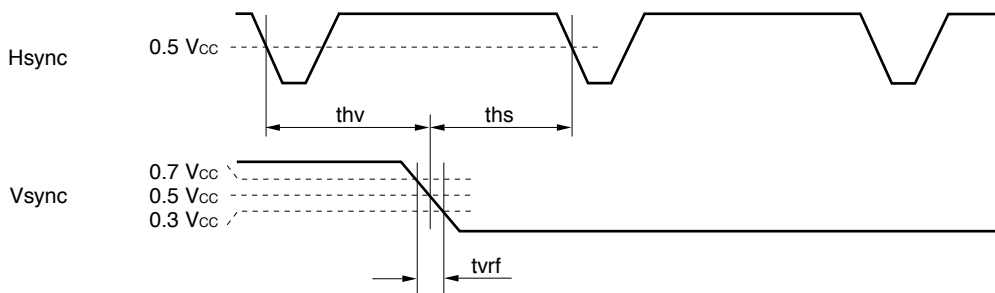 0.5 Vcc
Hsync
thv
ths
0.7 Vcc
0.5 Vcc
Vsync
0.3 Vcc
tvrf